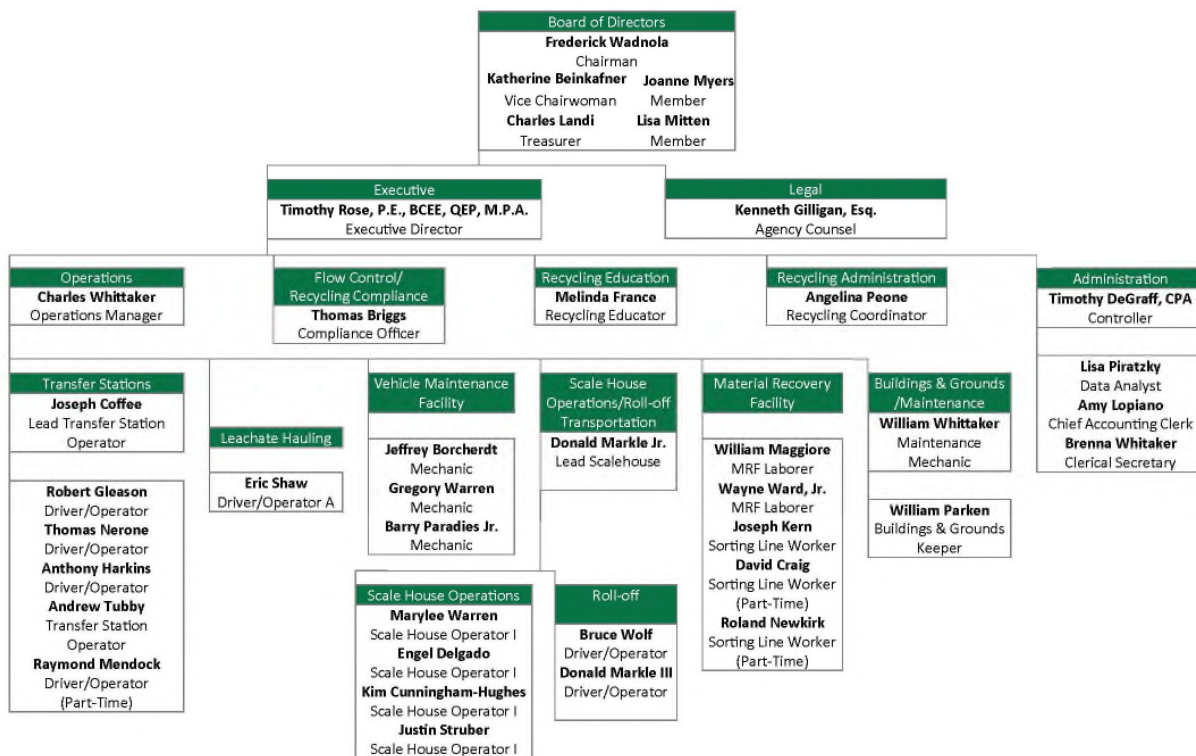 Board of Directors
Frederick Wadnola
Chairman
Katherine Beinkafner Joanne Myers
Vice Chairwoman Member
Charles Landi Lisa Mitten
Treasurer Member
Executive
Timothy Rose, P.E., BCEE, QEP, M.P.A.
Executive Director
Legal
Kenneth Gilligan, Esq.
Agency Counsel
Operations
Charles Whittaker
Operations Manager
Flow Control/
Recycling Compliance
Thomas Briggs
Compliance Officer
Recycling Education
Melinda France
Recycling Educator
Recycling Administration
Angelina Peone
Recycling Coordinator
Administration
Timothy DeGraff, CPA
Controller
Lisa Piratzky
Data Analyst
Amy Lopiano
Chief Accounting Clerk
Brenna Whitaker
Clerical Secretary
Transfer Stations
Joseph Coffee
Lead Transfer Station
Operator
Robert Gleason
Driver/Operator
Thomas Nerone
Driver/Operator
Anthony Harkins
Driver/Operator
Andrew Tubby
Transfer Station
Operator
Raymond Mendock
Driver/Operator
(Part-Time)
Leachate Hauling
Eric Shaw
Driver/Operator A
Vehicle Maintenance
Facility
Jeffrey Borcherdt
Mechanic
Gregory Warren
Mechanic
Barry Paradies Jr.
Mechanic
Scale House
Operations/Roll-off
Transportation
Donald Markle Jr.
Lead Scalehouse
Scale House Operations
Marylee Warren
Scale House Operator I
Engel Delgado
Scale House Operator I
Kim Cunningham-Hughes
Scale House Operator I
Justin Struber
Scale House Operator I
Roll-off
Bruce Wolf
Driver/Operator
Donald Markle III
Driver/Operator
Material Recovery
Facility
William Maggiore
MRF Laborer
Wayne Ward, Jr.
MRF Laborer
Joseph Kern
Sorting Line Worker
David Craig
Sorting Line Worker
(Part-Time)
Roland Newkirk
Sorting Line Worker
(Part-Time)
Buildings & Grounds
/Maintenance
William Whittaker
Maintenance
Mechanic
William Parken
Buildings & Grounds
Keeper